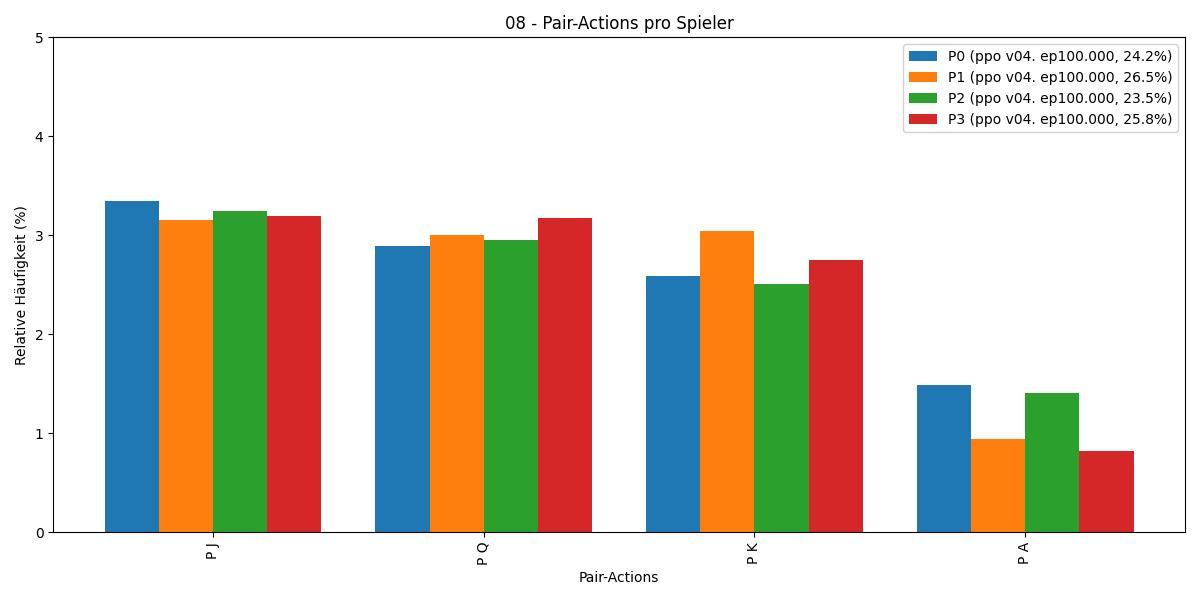 08 - Pair-Actions pro Spieler
P0 (ppo v04. ep100.000, 24.2%)
P1 (ppo v04. ep100.000, 26.5%)
P2 (ppo v04. ep100.000, 23.5%)
P3 (ppo v04. ep100.000, 25.8%)
Relative Häufigkeit (%)
5
4
3
2
1
0
P J
P Q
P K
P A
Pair-Actions